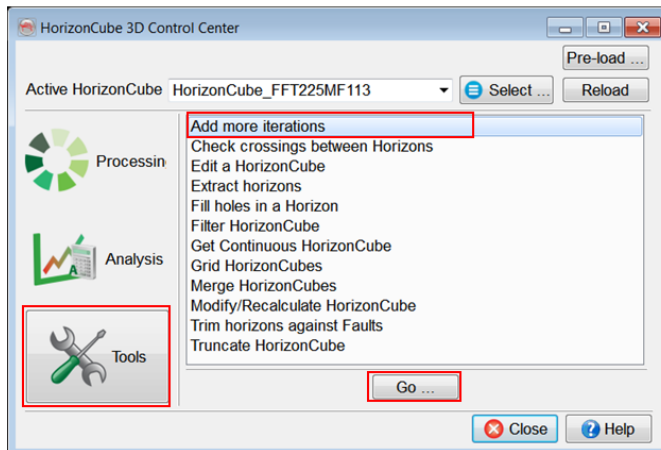 HorizonCube 3D Control Center
Pre-load ...
Active HorizonCube HorizonCube_FFT225MF113 Select ... Reload
Processin
Analysis
Tools
Add more iterations
Check crossings between Horizons
Edit a HorizonCube
Extract horizons
Fill holes in a Horizon
Filter HorizonCube
Get Continuous HorizonCube
Grid HorizonCubes
Merge HorizonCubes
Modify/Recalculate HorizonCube
Trim horizons against Faults
Truncate HorizonCube
Go ...
Close Help